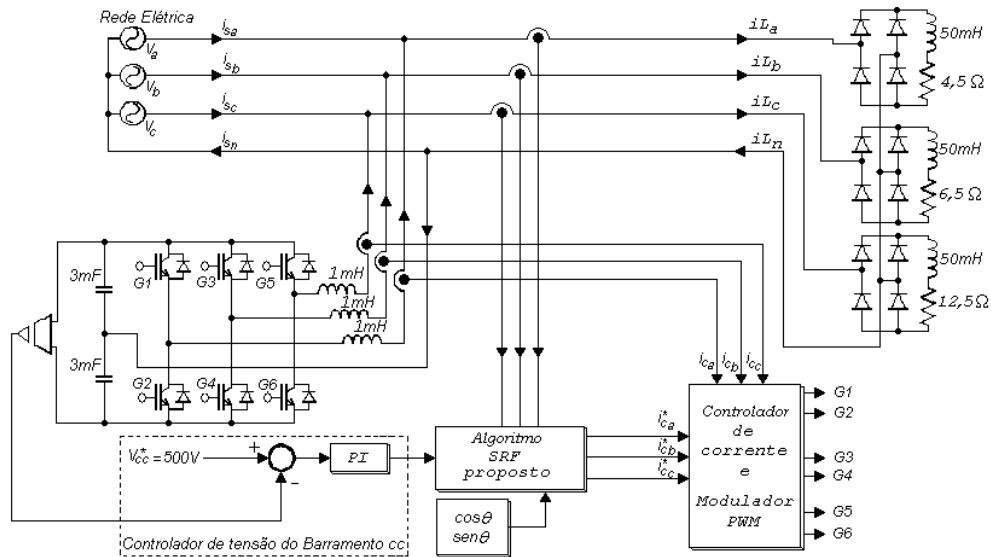 Rede Elétrica
Va
Vb
Vc
isa
isb
isc
isn
iLa
iLb
iLc
iLn
50mH
4,5 Ω
50mH
6,5 Ω
50mH
12,5 Ω
3mF
3mF
G1
G3
G5
G2
G4
G6
1mH
1mH
1mH
ica
icb
icc
V*cc = 500V
+
-
PI
Controlador de tensão do Barramento cc
Algoritmo
SRF
proposto
cosθ
senθ
i*ca
i*cb
i*cc
Controlador
de
corrente
e
Modulador
PWM
G1
G2
G3
G4
G5
G6